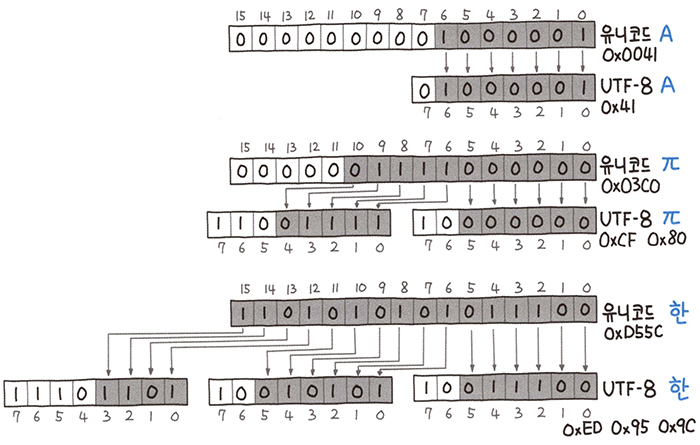 15 14 13 12 11 10 9 8 7 6 5 4 3 2 1 0
0 0 0 0 0 0 0 0 0 1 0 0 0 0 0 1 유니코드 A
0x0041
0 1 0 0 0 0 0 1 UTF-8 A
7 6 5 4 3 2 1 0 0x41
15 14 13 12 11 10 9 8 7 6 5 4 3 2 1 0
0 0 0 0 0 0 1 1 1 1 0 0 0 0 0 0 유니코드 π
0x03C0
1 1 0 0 1 1 1 1 1 0 0 0 0 0 0 0 UTF-8 π
7 6 5 4 3 2 1 0 7 6 5 4 3 2 1 0 0xCF 0x80
15 14 13 12 11 10 9 8 7 6 5 4 3 2 1 0
1 1 0 1 0 1 0 1 0 1 0 1 1 1 0 0 유니코드 한
0xD55C
1 1 1 0 1 1 0 1 1 0 0 1 0 1 0 1 1 0 0 1 1 1 0 0 UTF-8 한
7 6 5 4 3 2 1 0 7 6 5 4 3 2 1 0 7 6 5 4 3 2 1 0
0xED 0x95 0x9C